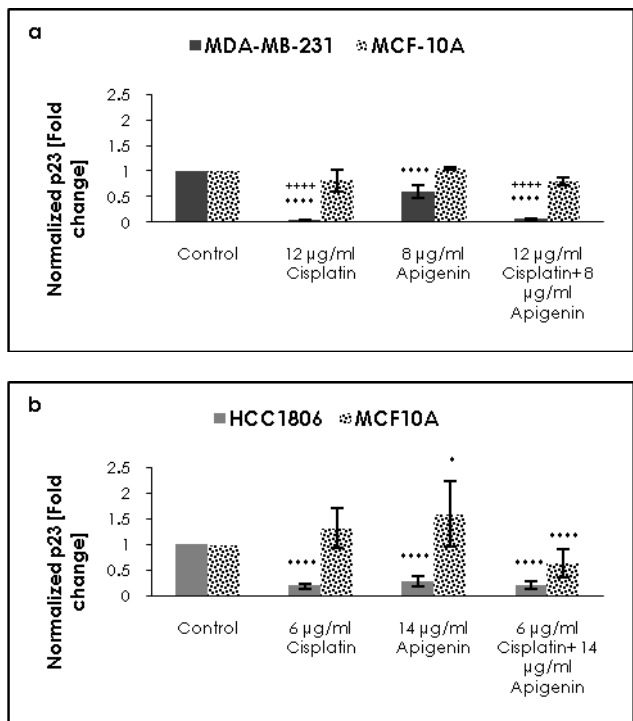 a
MDA-MB-231 MCF-10A
Normalized p23 [Fold
change]
2.5
2
1.5
1
0.5
0
++++
****
****
++++
****
Control
12 µg/ml
Cisplatin
8 µg/ml
Apigenin
12 µg/ml
Cisplatin+8
µg/ml
Apigenin
b
HCC1806 MCF10A
Normalized p23 [Fold
change]
2.5
2
1.5
1
0.5
0
****
****
*
****
****
Control
6 µg/ml
Cisplatin
14 µg/ml
Apigenin
6 µg/ml
Cisplatin+14
µg/ml
Apigenin